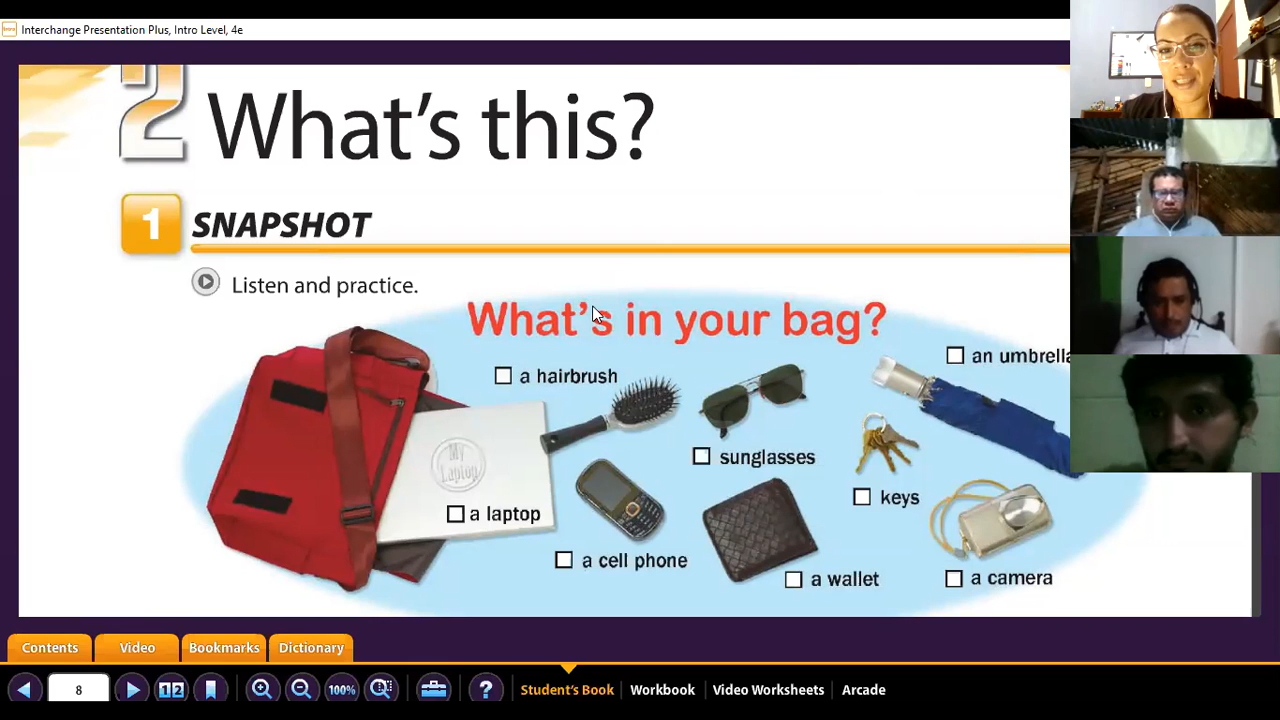 Interchange Presentation Plus, Intro Level, 4e
2 What's this?
1 SNAPSHOT
Listen and practice.
What's in your bag?
a hairbrush
an umbrella
sunglasses
keys
My
Laptop
a laptop
a cell phone
a wallet
a camera
Contents Video Bookmarks Dictionary
8 12 100% ? Student's Book Workbook Video Worksheets Arcade